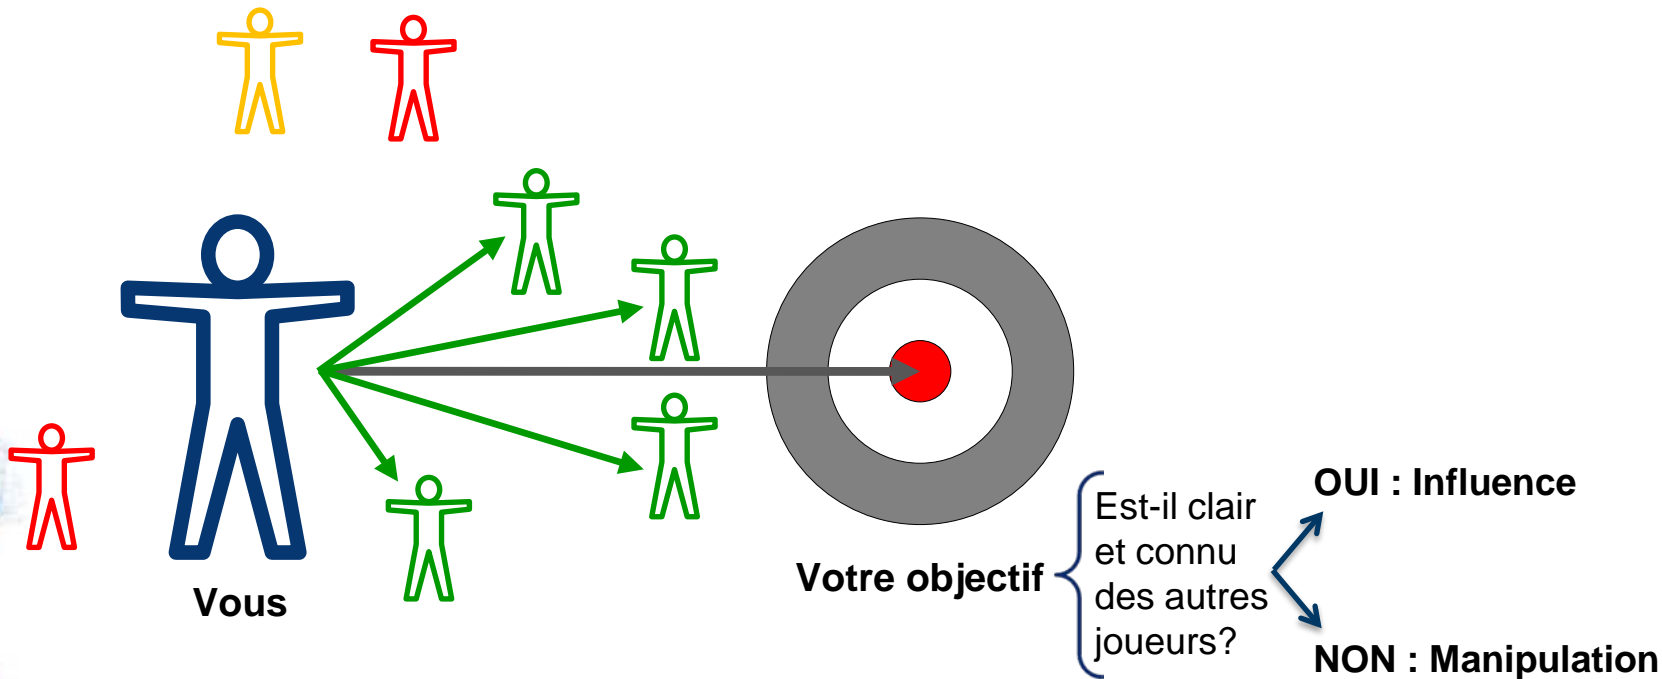 Vous
Votre objectif
Est-il clair
et connu
des autres
joueurs?
OUI : Influence
NON : Manipulation